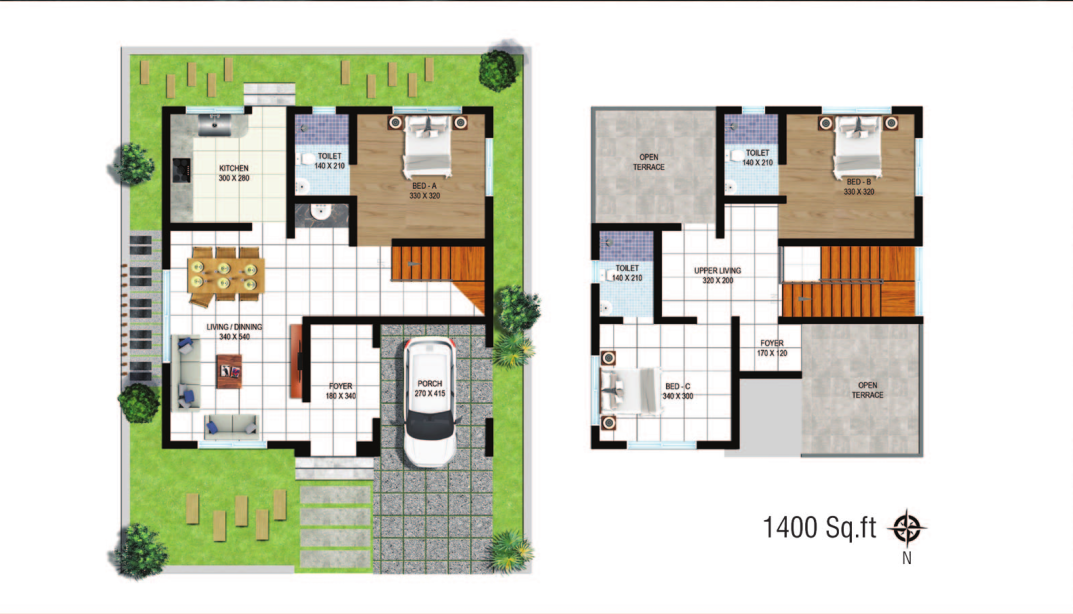 KITCHEN
300 X 280
TOILET
140 X 210
BED - A
330 X 320
LIVING / DINNING
340 X 540
FOYER
180 X 340
PORCH
270 X 415
OPEN
TERRACE
TOILET
140 X 210
BED - B
330 X 320
TOILET
140 X 210
UPPER LIVING
320 X 200
FOYER
170 X 120
BED - C
340 X 300
OPEN
TERRACE
1400 Sq.ft
N